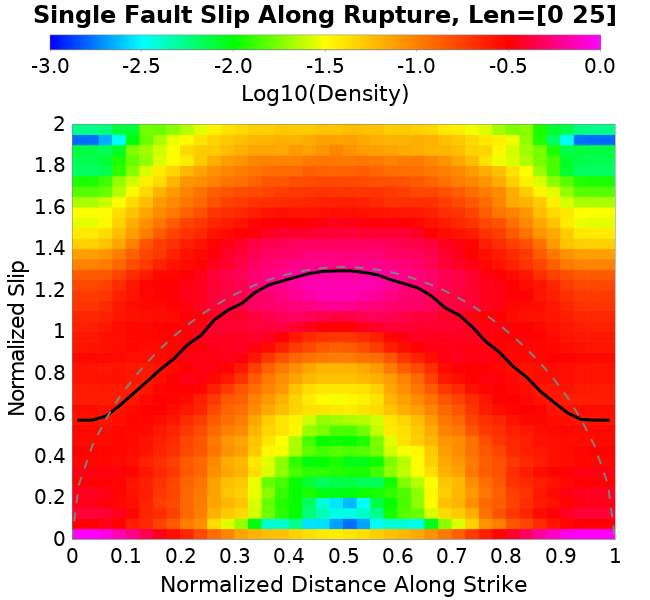 Single Fault Slip Along Rupture, Len=[0 25]
-3.0 -2.5 -2.0 -1.5 -1.0 -0.5 0.0
Log10(Density)
2
1.8
1.6
1.4
1.2
1
0.8
0.6
0.4
0.2
0
Normalized Slip
0 0.1 0.2 0.3 0.4 0.5 0.6 0.7 0.8 0.9 1
Normalized Distance Along Strike